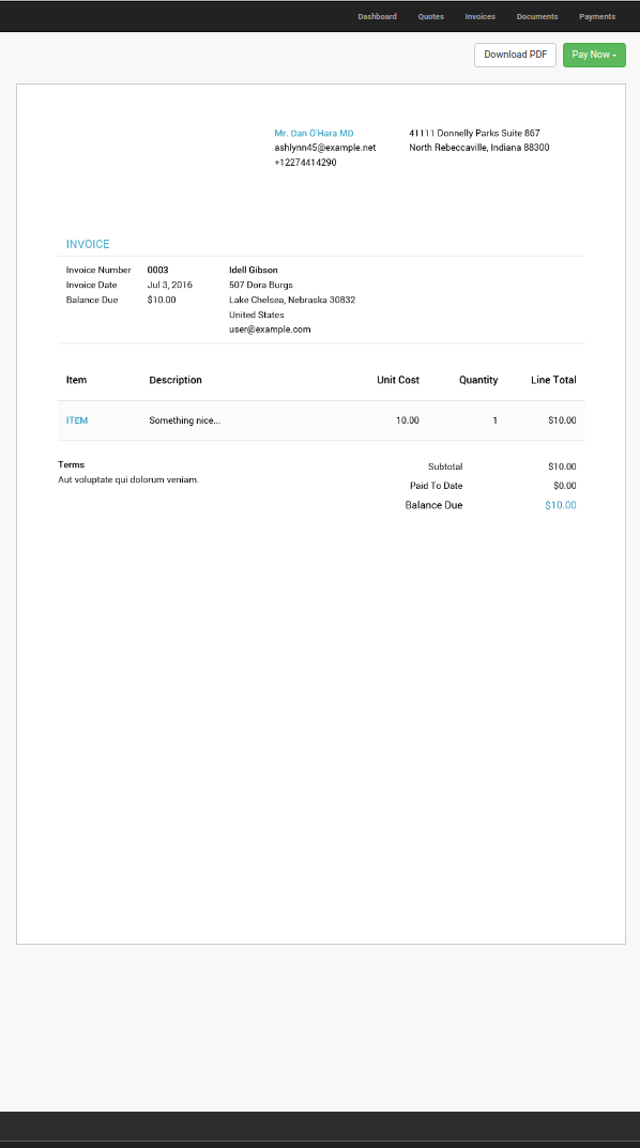 Dashboard Quotes Invoices Documents Payments
Download PDF Pay Now -
Mr. Dan O'Hara MD 41111 Donnelly Parks Suite 867
ashlynn45@example.net North Rebeccaville, Indiana 88300
+12274414290
INVOICE
Invoice Number 0003 Idell Gibson
Invoice Date Jul 3, 2016 507 Dora Burgs
Balance Due $10.00 Lake Chelsea, Nebraska 30832
United States
user@example.com
Item Description Unit Cost Quantity Line Total
ITEM Something nice... 10.00 1 $10.00
Terms Subtotal $10.00
Aut voluptate qui dolorum veniam.
Paid To Date $0.00
Balance Due $10.00